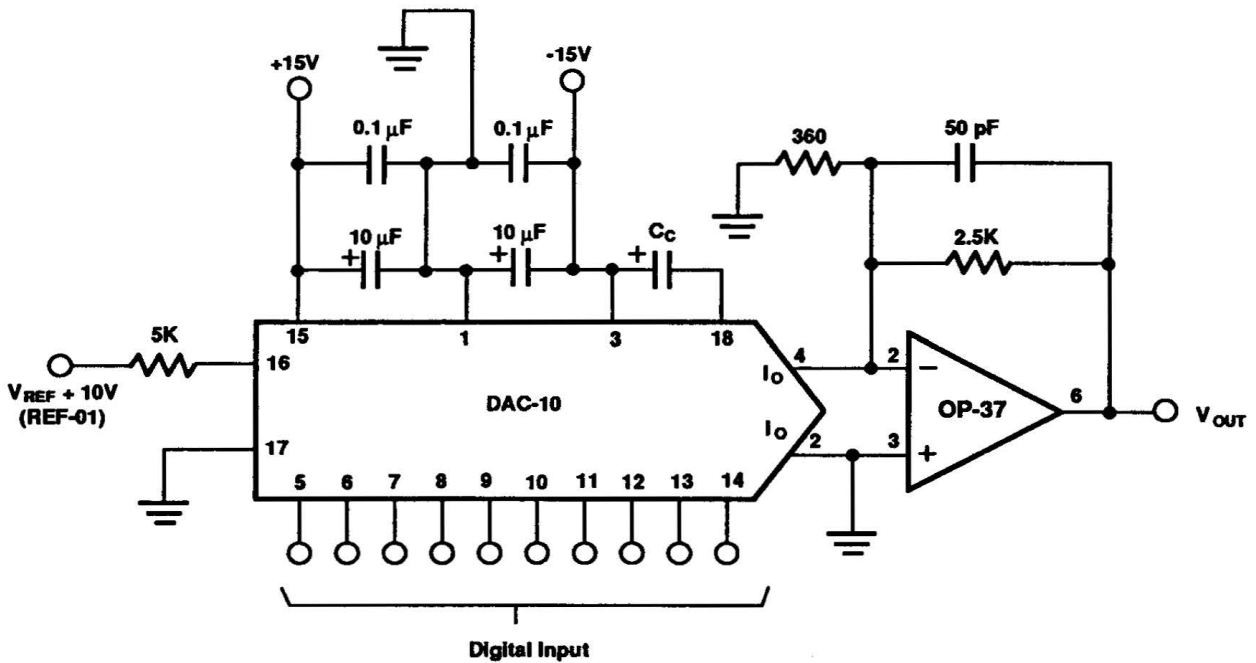 +15V
-15V
0.1 μF
0.1 μF
360
50 pF
10 μF
10 μF
CC
2.5K
+
+
+
15
1
3
18
5K
16
VREF + 10V
(REF-01)
DAC-10
IO
4
2
−
OP-37
6
VOUT
17
IO
2
3
+
5
6
7
8
9
10
11
12
13
14
Digital Input